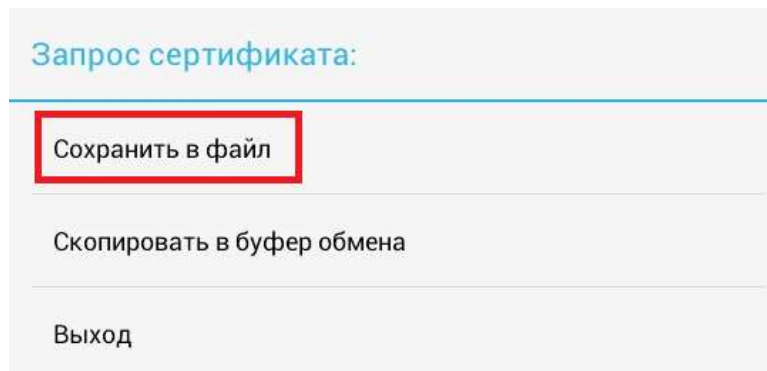 Запрос сертификата:
Сохранить в файл
Скопировать в буфер обмена
Выход